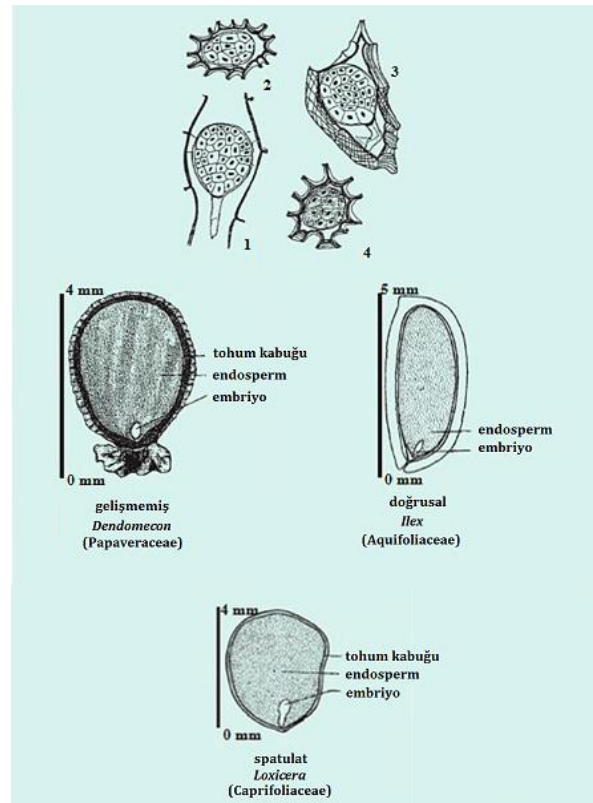 2
3
1
4
4 mm
tohum kabuğu
endosperm
embriyo
0 mm
gelişmemiş
Dendomecon
(Papaveraceae)
5 mm
endosperm
embriyo
0 mm
doğrusal
Ilex
(Aquifoliaceae)
4 mm
tohum kabuğu
endosperm
embriyo
0 mm
spatulat
Loxicera
(Caprifoliaceae)